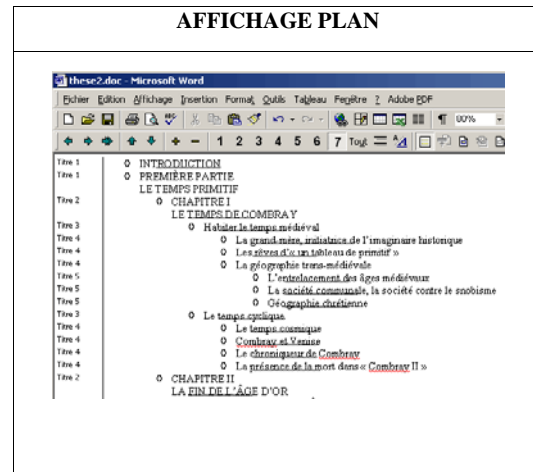 AFFICHAGE PLAN
these2.doc - Microsoft Word
Fichier Edition Affichage Insertion Format Outils Tableau Fenêtre ? Adobe PDF
80%
1 2 3 4 5 6 7 Tout
Titre 1 INTRODUCTION
Titre 1 PREMIÈRE PARTIE
LE TEMPS PRIMITIF
Titre 2 CHAPITRE I
LE TEMPS DE COMBRAY
Titre 3 Habiter le temps médiéval
Titre 4 La grand-mère, initiatrice de l'imaginaire historique
Titre 4 Les rêves d'« un tableau de primitif »
Titre 4 La géographie trans-médiévale
Titre 5 L'entrelacement des âges médiévaux
Titre 5 La société communale, la société contre le snobisme
Titre 5 Géographie chrétienne
Titre 3 Le temps cyclique
Titre 4 Le temps cosmique
Titre 4 Combray et Venise
Titre 4 Le chroniqueur de Combray
Titre 4 La présence de la mort dans « Combray II »
Titre 2 CHAPITRE II
LA FIN DE L'ÂGE D'OR